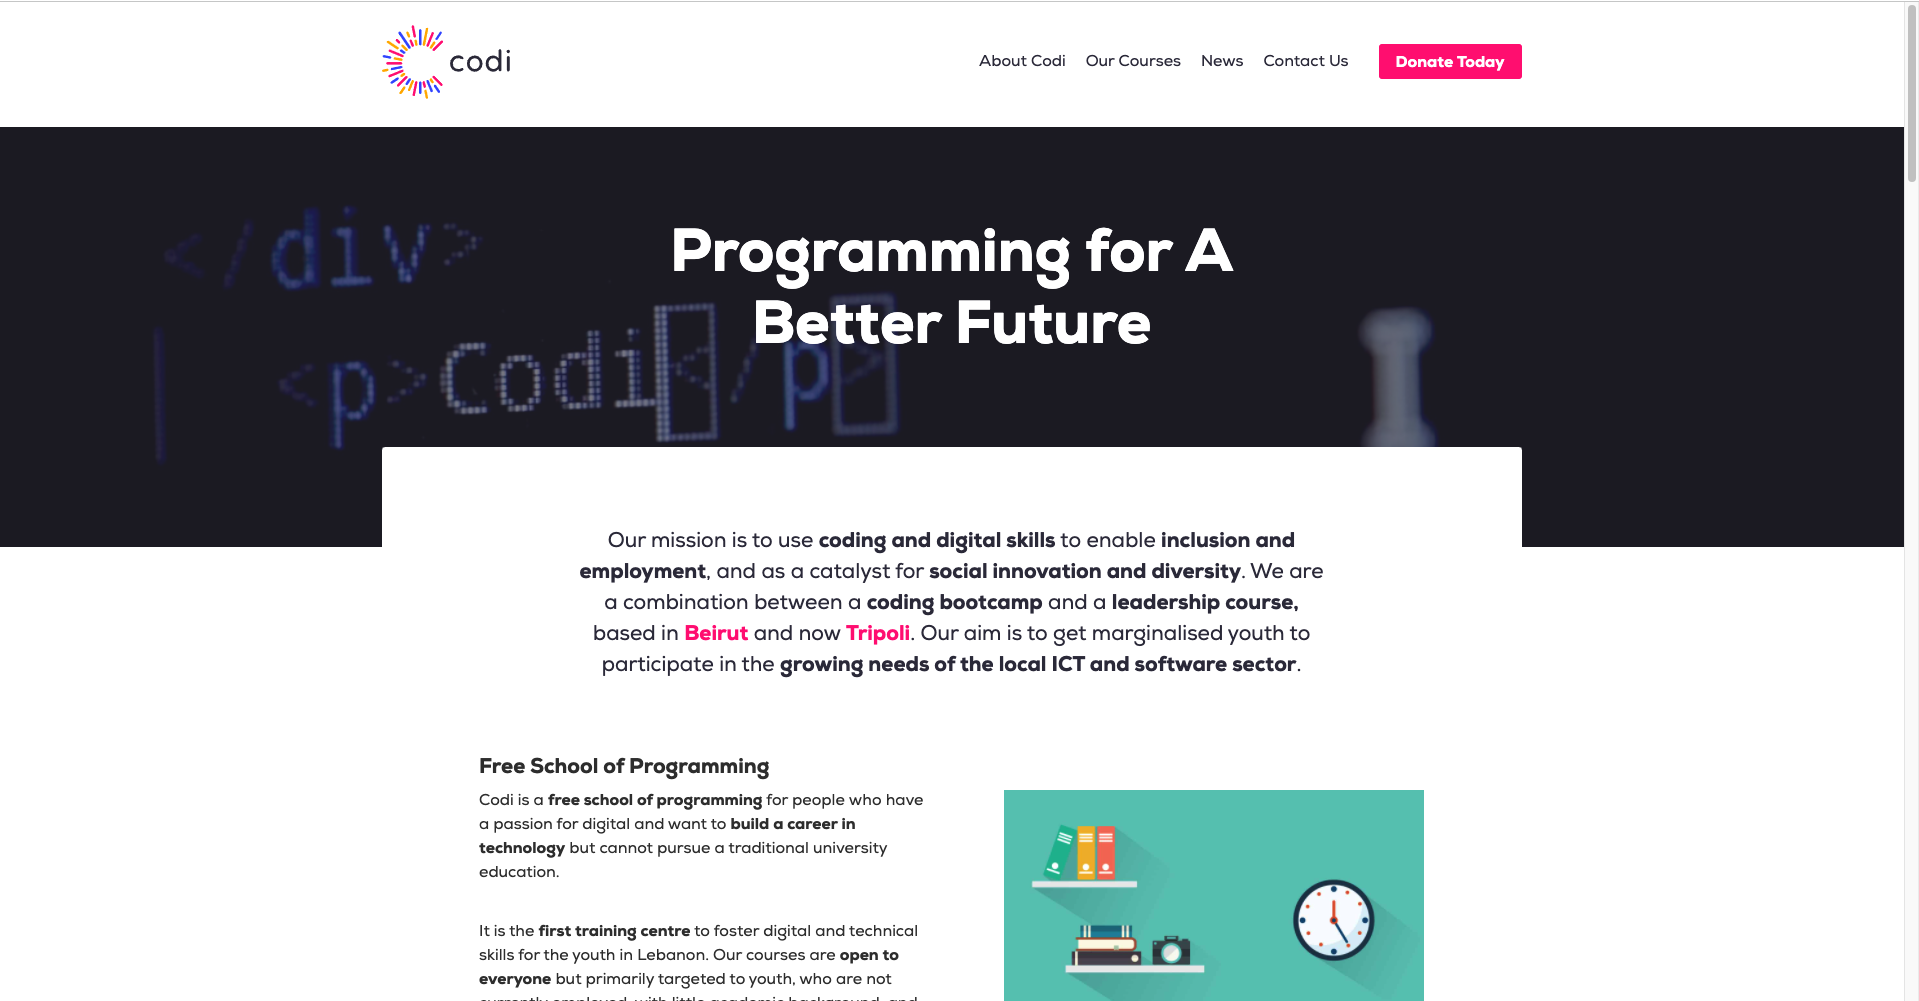 codi
About Codi
Our Courses
News
Contact Us
Donate Today
Programming for A
Better Future
</div>
<p>Codi</p>
Our mission is to use coding and digital skills to enable inclusion and
employment, and as a catalyst for social innovation and diversity. We are
a combination between a coding bootcamp and a leadership course,
based in Beirut and now Tripoli. Our aim is to get marginalised youth to
participate in the growing needs of the local ICT and software sector.
Free School of Programming
Codi is a free school of programming for people who have
a passion for digital and want to build a career in
technology but cannot pursue a traditional university
education.
It is the first training centre to foster digital and technical
skills for the youth in Lebanon. Our courses are open to
everyone but primarily targeted to youth, who are not
currently employed, with little academic background, and